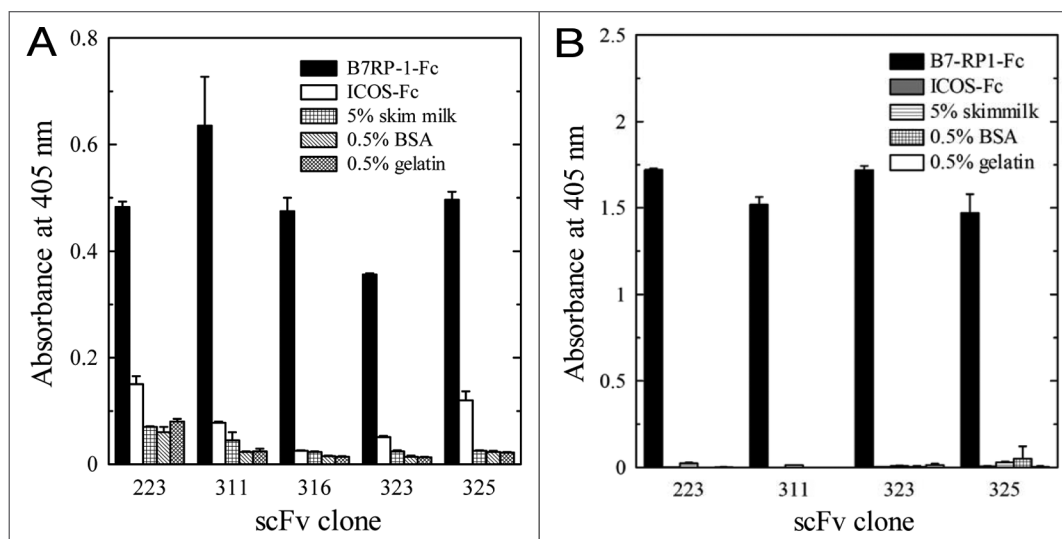 A
Absorbance at 405 nm
0.8
0.6
0.4
0.2
0
B7RP-1-Fc
ICOS-Fc
5% skim milk
0.5% BSA
0.5% gelatin
223 311 316 323 325
scFv clone
B
Absorbance at 405 nm
2.5
2
1.5
1
0.5
0
B7-RP1-Fc
ICOS-Fc
5% skimmilk
0.5% BSA
0.5% gelatin
223 311 323 325
scFv clone